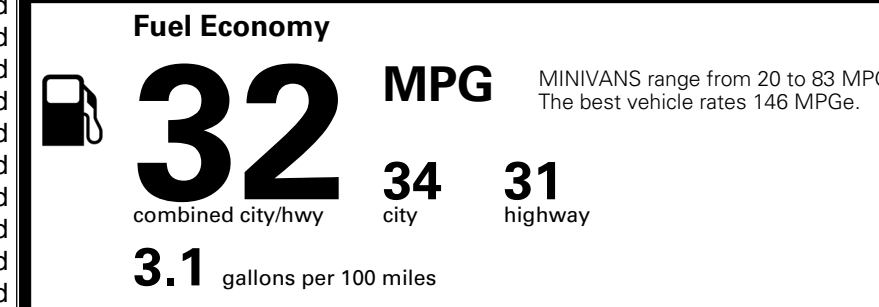 Fuel Economy
32
MPG
MINIVANS range from 20 to 83
The best vehicle rates 146 MPGe.
34
31
combined city/hwy
city
highway
3.1 gallons per 100 miles